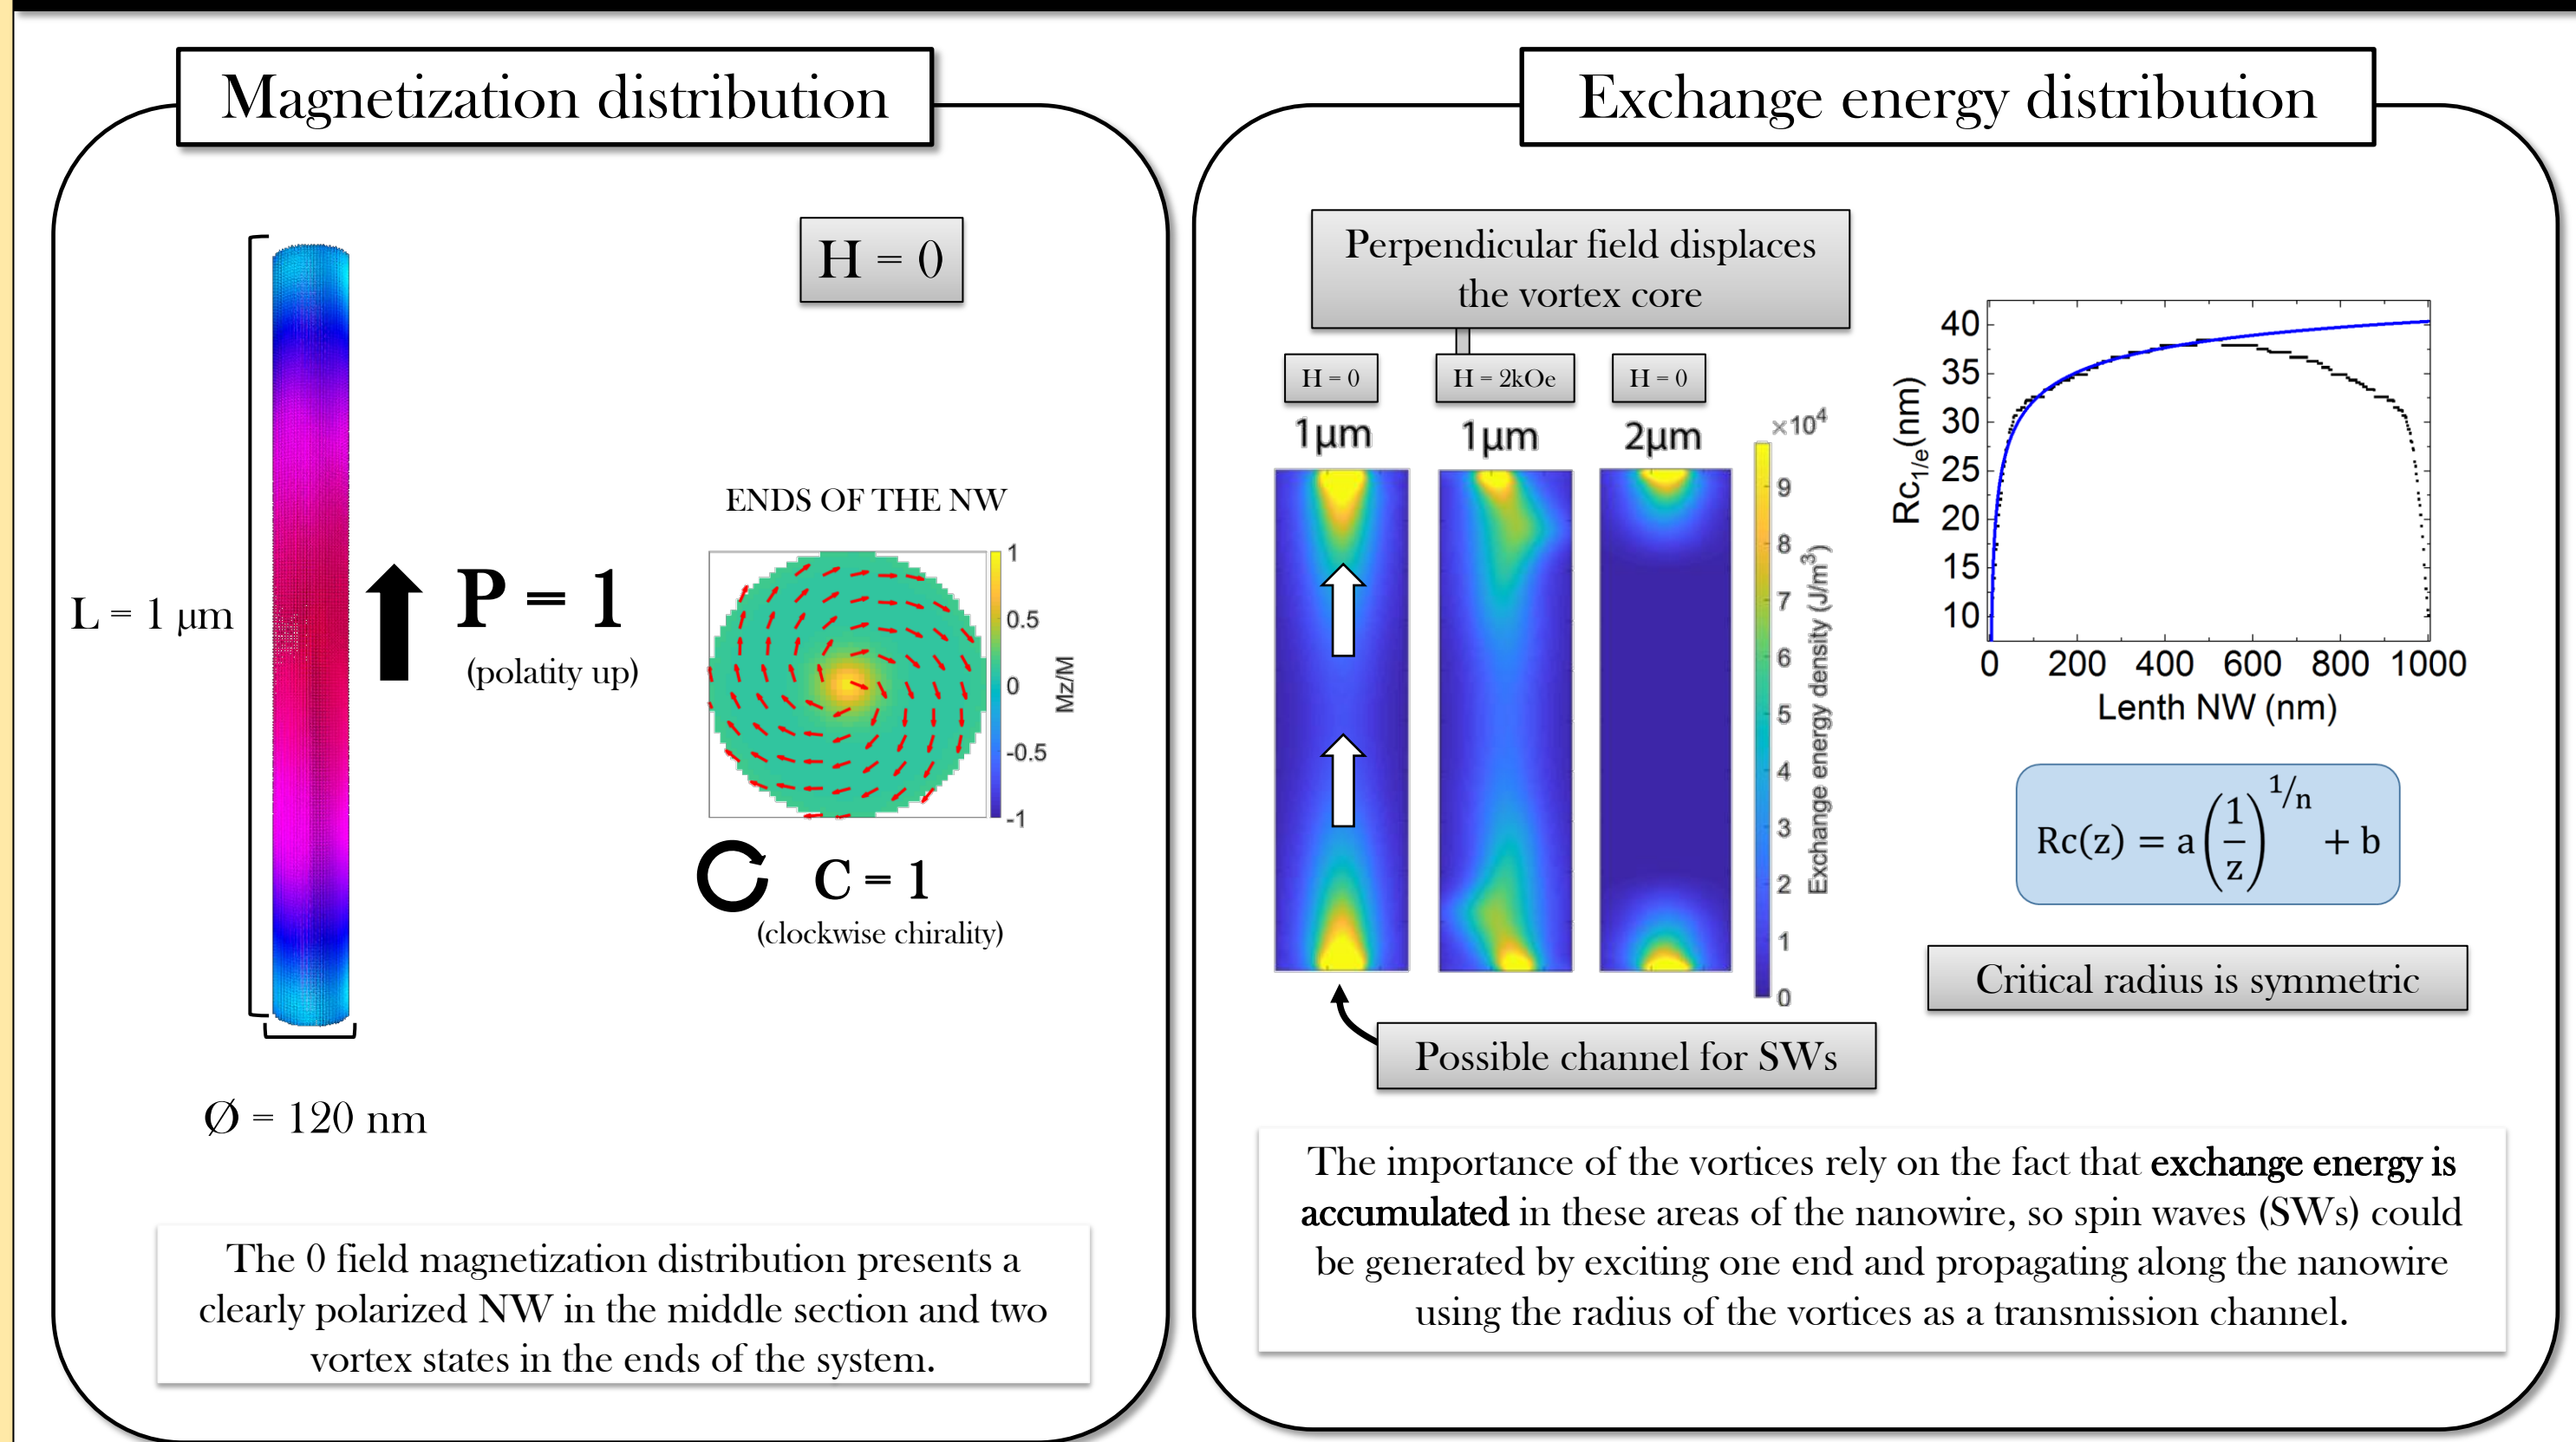 Magnetization distribution
H = 0
L = 1 μm
P = 1
(polatity up)
ENDS OF THE NW
1
0.5
0
-0.5
-1
Mz/M
C = 1
(clockwise chirality)
Ø = 120 nm
The 0 field magnetization distribution presents a
clearly polarized NW in the middle section and two
vortex states in the ends of the system.
Exchange energy distribution
Perpendicular field displaces
the vortex core
H = 0
H = 2kOe
H = 0
1μm
1μm
2μm
×10⁴
9
8
7
6
5
4
3
2
1
0
Exchange energy density (J/m³)
Possible channel for SWs
40
35
30
25
20
15
10
Rc1/e(nm)
0 200 400 600 800 1000
Lenth NW (nm)
Rc(z) = a(1/z)^1/n + b
Critical radius is symmetric
The importance of the vortices rely on the fact that exchange energy is
accumulated in these areas of the nanowire, so spin waves (SWs) could
be generated by exciting one end and propagating along the nanowire
using the radius of the vortices as a transmission channel.